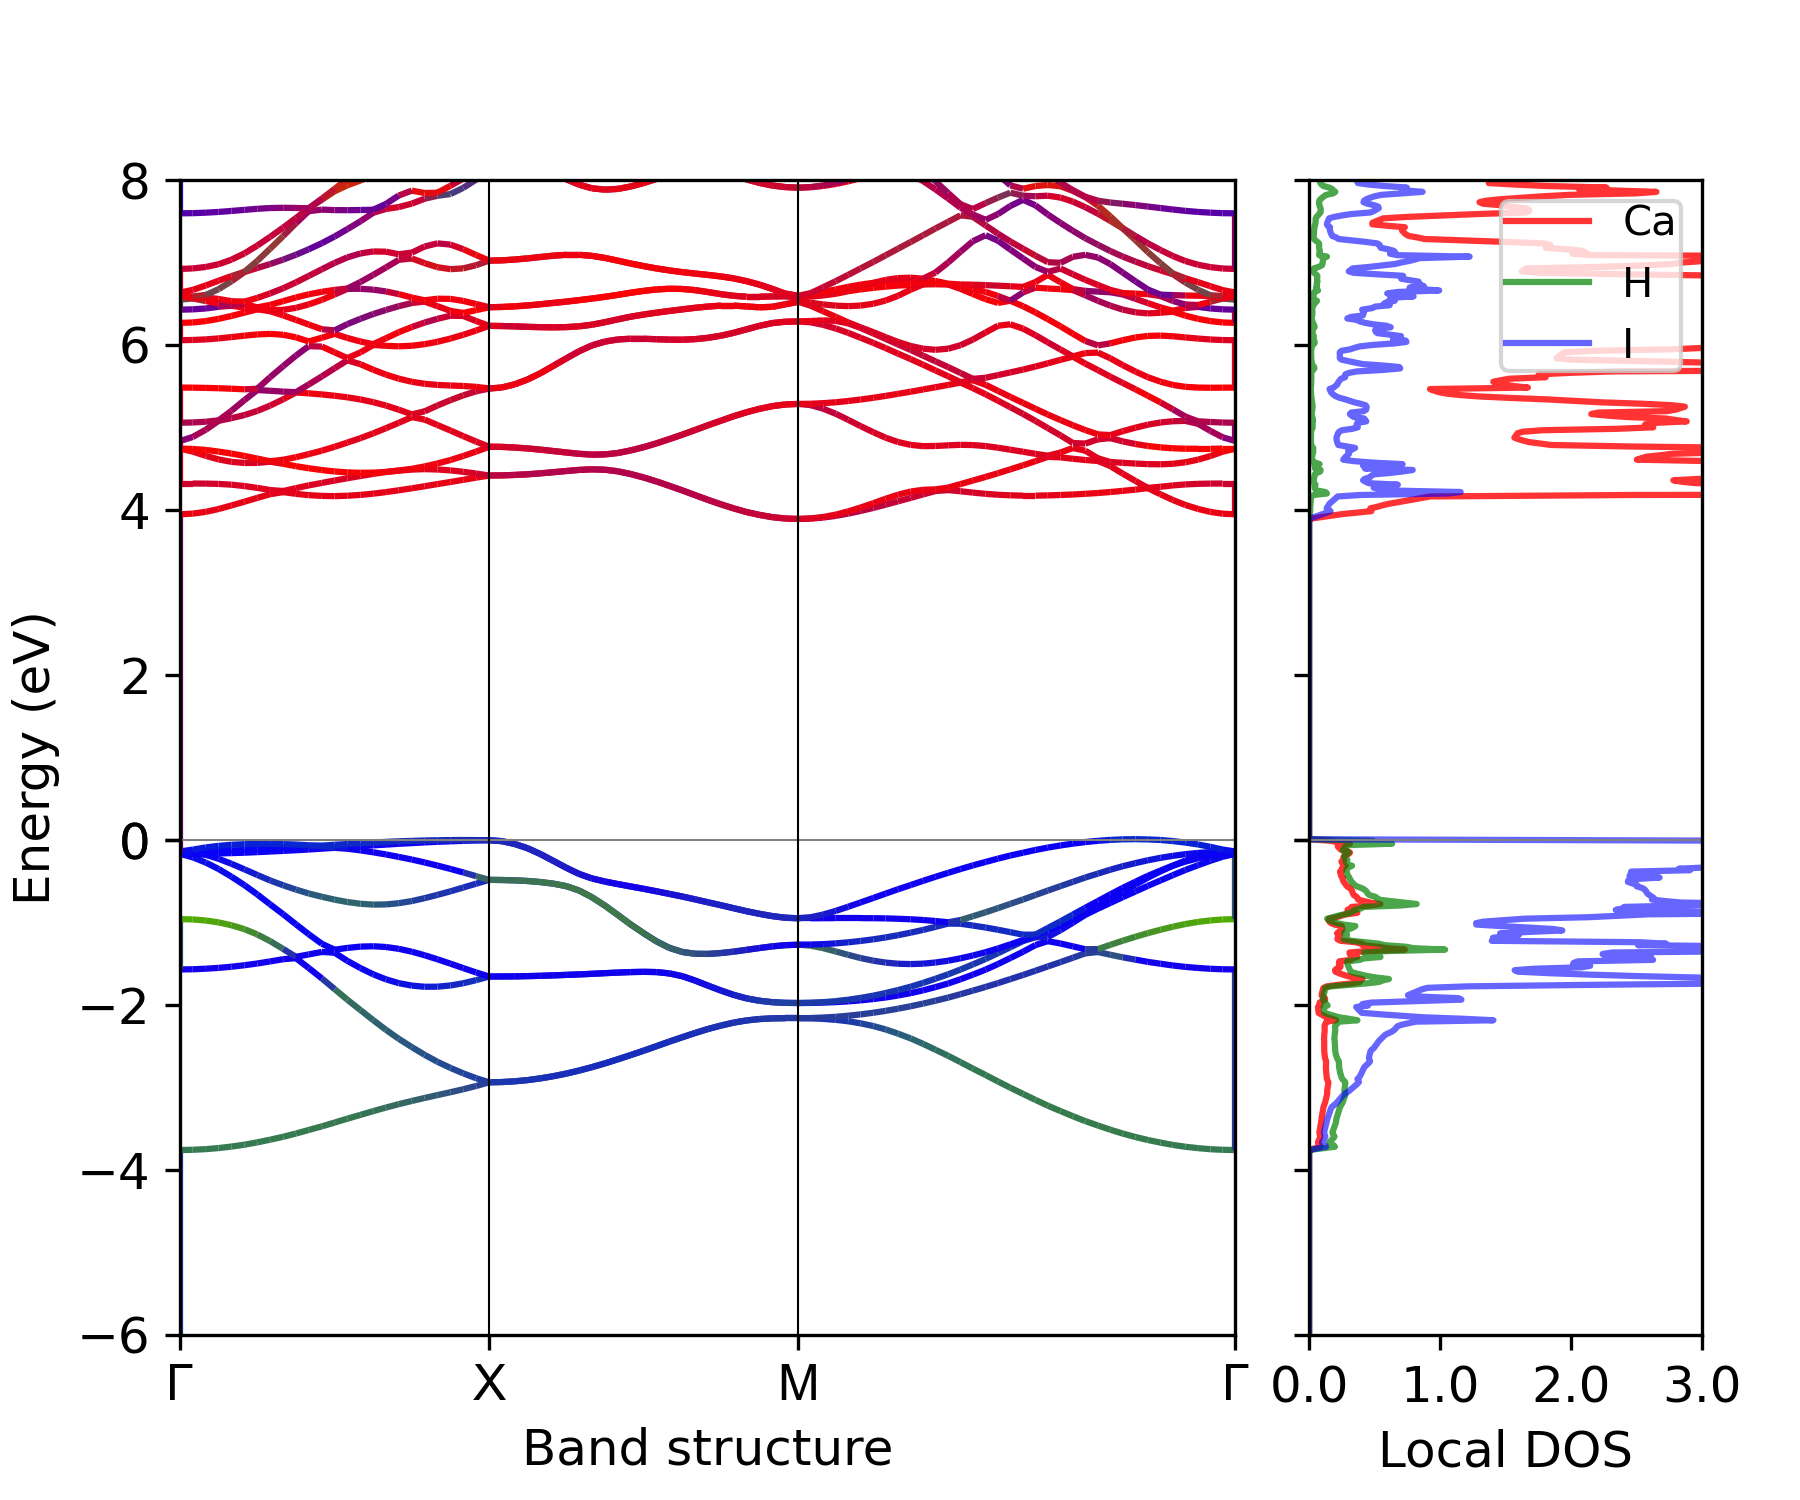 8
6
4
2
0
−2
−4
−6
Energy (eV)
Γ X M Γ
Band structure
Ca
H
I
0.0 1.0 2.0 3.0
Local DOS